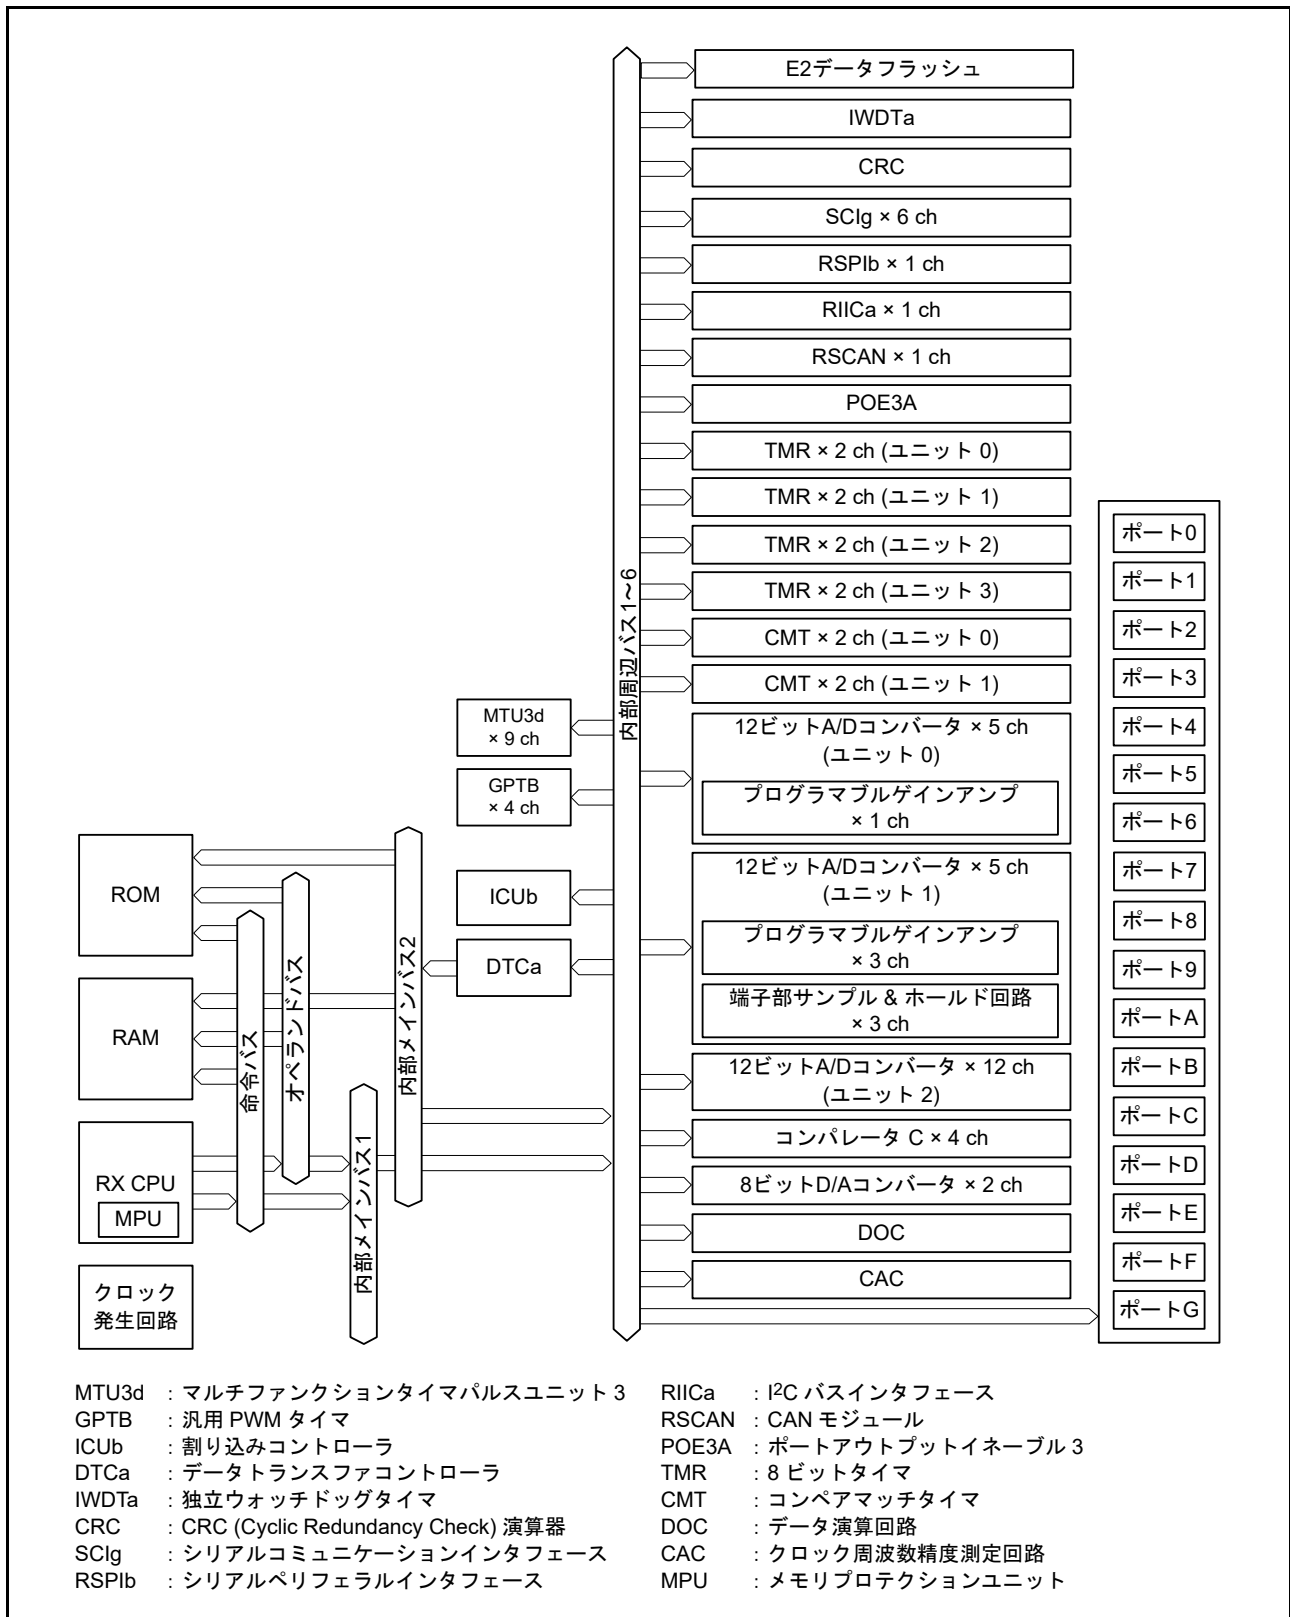 E2データフラッシュ
IWDTa
CRC
SCIg × 6 ch
RSPIb × 1 ch
RIICa × 1 ch
RSCAN × 1 ch
POE3A
TMR × 2 ch (ユニット 0)
TMR × 2 ch (ユニット 1)
TMR × 2 ch (ユニット 2)
TMR × 2 ch (ユニット 3)
CMT × 2 ch (ユニット 0)
CMT × 2 ch (ユニット 1)
12ビットA/Dコンバータ × 5 ch
(ユニット 0)
プログラマブルゲインアンプ
× 1 ch
12ビットA/Dコンバータ × 5 ch
(ユニット 1)
プログラマブルゲインアンプ
× 3 ch
端子部サンプル & ホールド回路
× 3 ch
12ビットA/Dコンバータ × 12 ch
(ユニット 2)
コンパレータ C × 4 ch
8ビットD/Aコンバータ × 2 ch
DOC
CAC
ポート0
ポート1
ポート2
ポート3
ポート4
ポート5
ポート6
ポート7
ポート8
ポート9
ポートA
ポートB
ポートC
ポートD
ポートE
ポートF
ポートG
内部周辺バス1～6
MTU3d
× 9 ch
GPTB
× 4 ch
ICUb
DTCa
ROM
RAM
RX CPU
MPU
クロック
発生回路
命令バス
オペランドバス
内部メインバス1
内部メインバス2
MTU3d : マルチファンクションタイマパルスユニット 3
GPTB : 汎用 PWM タイマ
ICUb : 割り込みコントローラ
DTCa : データトランスファコントローラ
IWDTa : 独立ウォッチドッグタイマ
CRC : CRC (Cyclic Redundancy Check) 演算器
SCIg : シリアルコミュニケーションインタフェース
RSPIb : シリアルペリフェラルインタフェース
RIICa : I²C バスインタフェース
RSCAN : CAN モジュール
POE3A : ポートアウトプットイネーブル 3
TMR : 8 ビットタイマ
CMT : コンペアマッチタイマ
DOC : データ演算回路
CAC : クロック周波数精度測定回路
MPU : メモリプロテクションユニット